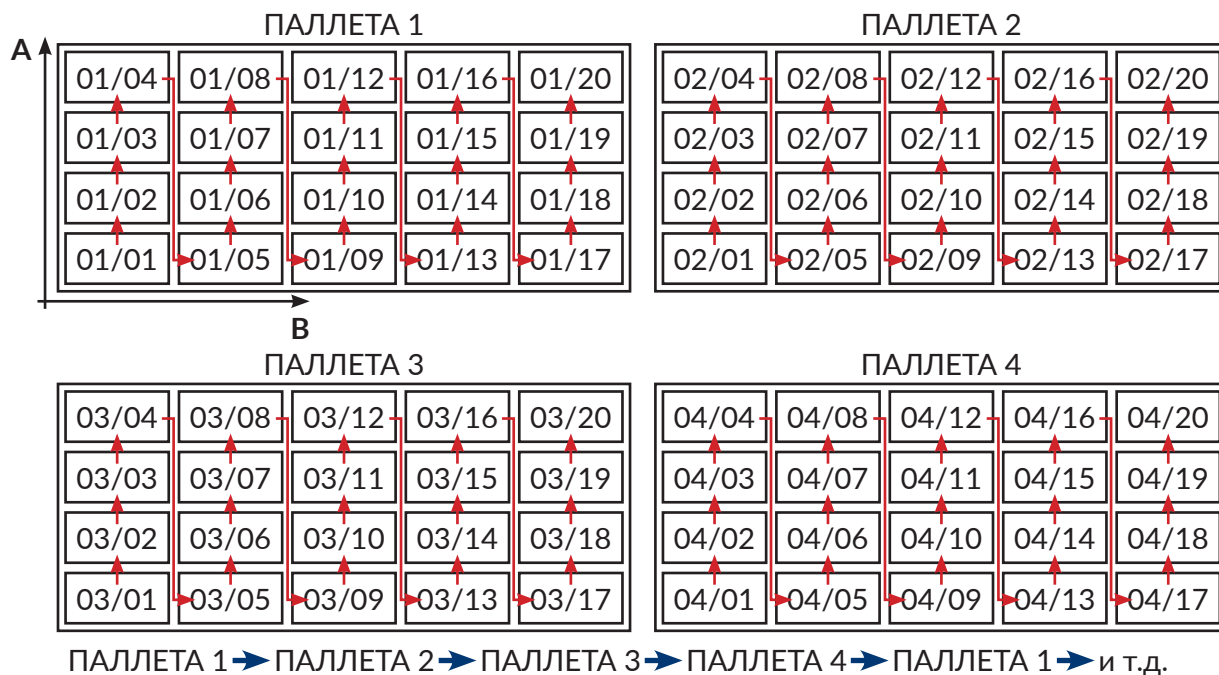 ПАЛЛЕТА 1 ПАЛЛЕТА 2
A
01/04 01/08 01/12 01/16 01/20 02/04 02/08 02/12 02/16 02/20
01/03 01/07 01/11 01/15 01/19 02/03 02/07 02/11 02/15 02/19
01/02 01/06 01/10 01/14 01/18 02/02 02/06 02/10 02/14 02/18
01/01 01/05 01/09 01/13 01/17 02/01 02/05 02/09 02/13 02/17
B
ПАЛЛЕТА 3 ПАЛЛЕТА 4
03/04 03/08 03/12 03/16 03/20 04/04 04/08 04/12 04/16 04/20
03/03 03/07 03/11 03/15 03/19 04/03 04/07 04/11 04/15 04/19
03/02 03/06 03/10 03/14 03/18 04/02 04/06 04/10 04/14 04/18
03/01 03/05 03/09 03/13 03/17 04/01 04/05 04/09 04/13 04/17
ПАЛЛЕТА 1 ПАЛЛЕТА 2 ПАЛЛЕТА 3 ПАЛЛЕТА 4 ПАЛЛЕТА 1 и т.д.